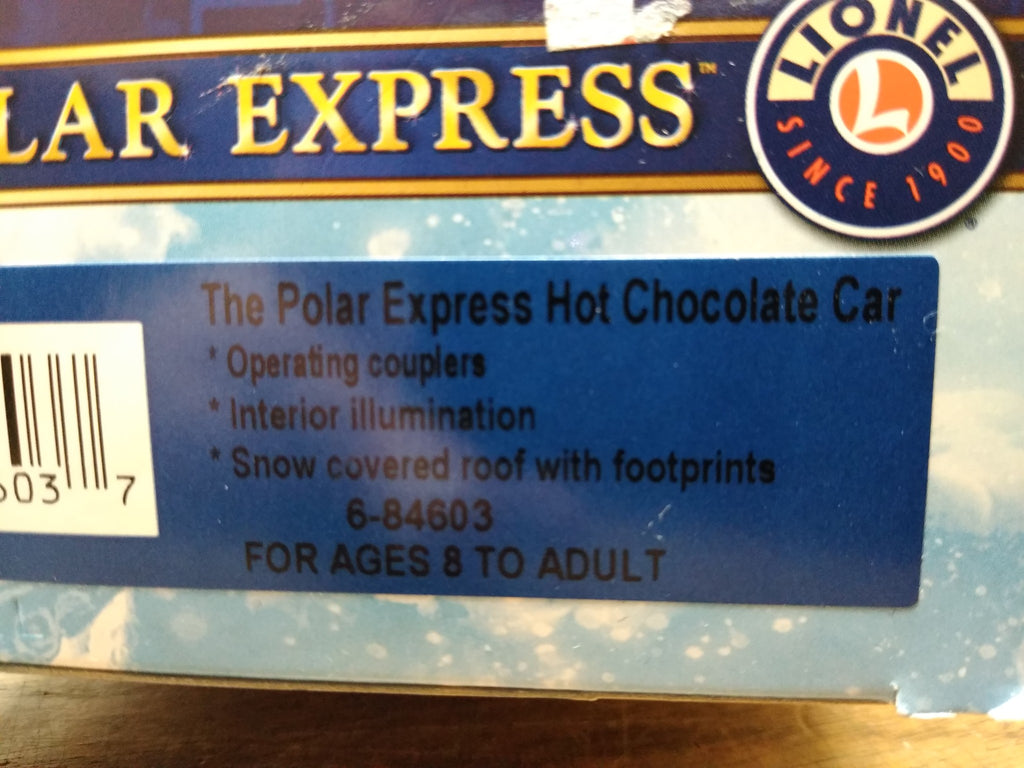 LAR EXPRESS™
LIONEL
L
SINCE 1900
®
The Polar Express Hot Chocolate Car
* Operating couplers
* Interior illumination
* Snow covered roof with footprints
6-84603
FOR AGES 8 TO ADULT
603 7